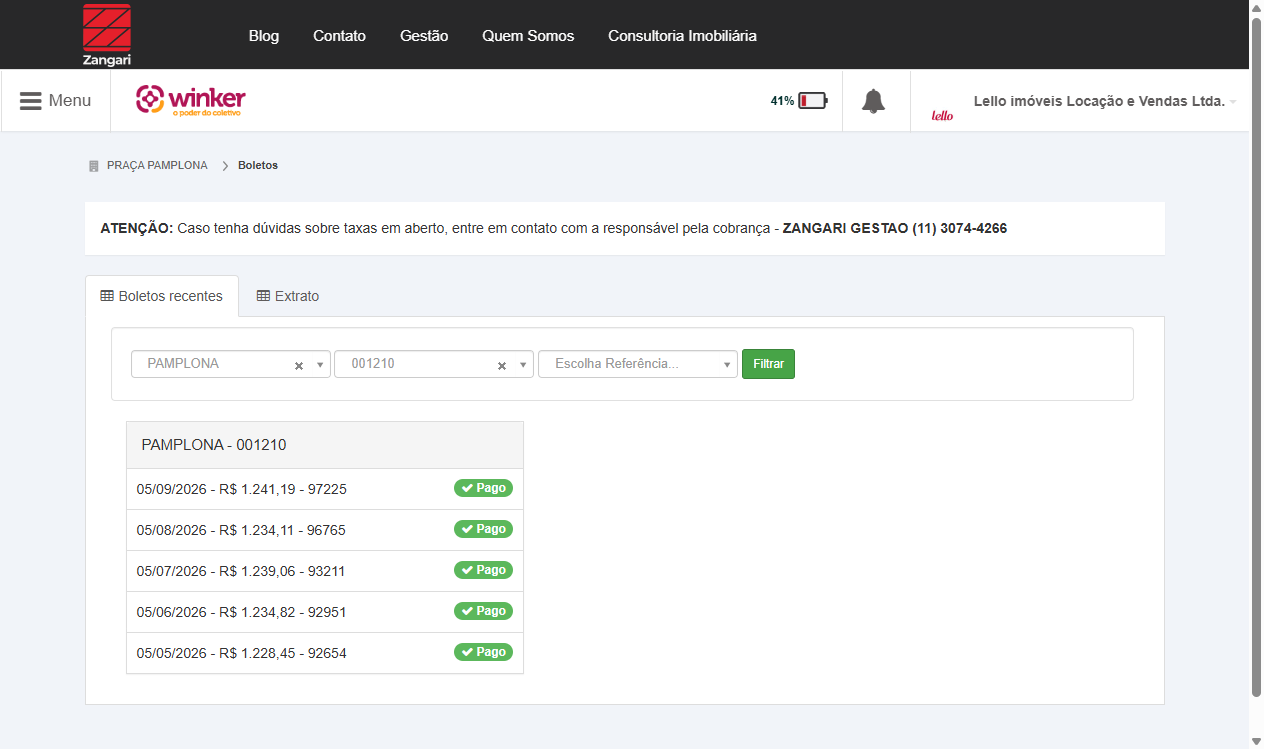 Zangari
Blog Contato Gestão Quem Somos Consultoria Imobiliária
Menu
winker
o poder do coletivo
41%
lello
Lello imóveis Locação e Vendas Ltda.
PRAÇA PAMPLONA > Boletos
ATENÇÃO: Caso tenha dúvidas sobre taxas em aberto, entre em contato com a responsável pela cobrança - ZANGARI GESTAO (11) 3074-4266
Boletos recentes Extrato
PAMPLONA × 001210 × Escolha Referência... Filtrar
PAMPLONA - 001210
05/09/2026 - R$ 1.241,19 - 97225 Pago
05/08/2026 - R$ 1.234,11 - 96765 Pago
05/07/2026 - R$ 1.239,06 - 93211 Pago
05/06/2026 - R$ 1.234,82 - 92951 Pago
05/05/2026 - R$ 1.228,45 - 92654 Pago